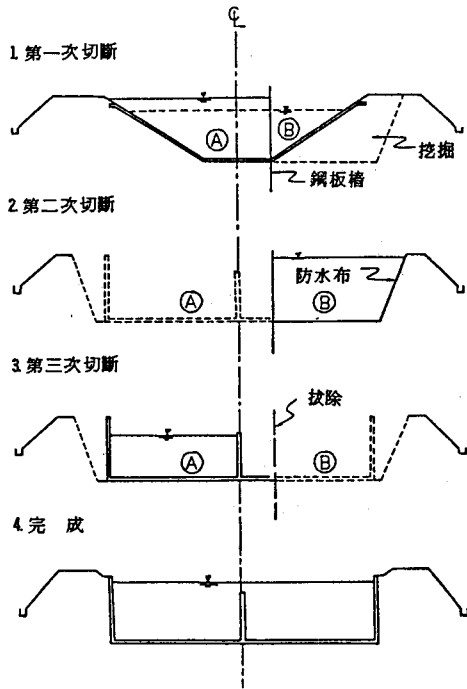 ℄
1. 第一次切斷
A
B
挖掘
鋼板樁
2. 第二次切斷
防水布
A
B
3. 第三次切斷
拔除
A
B
4. 完成